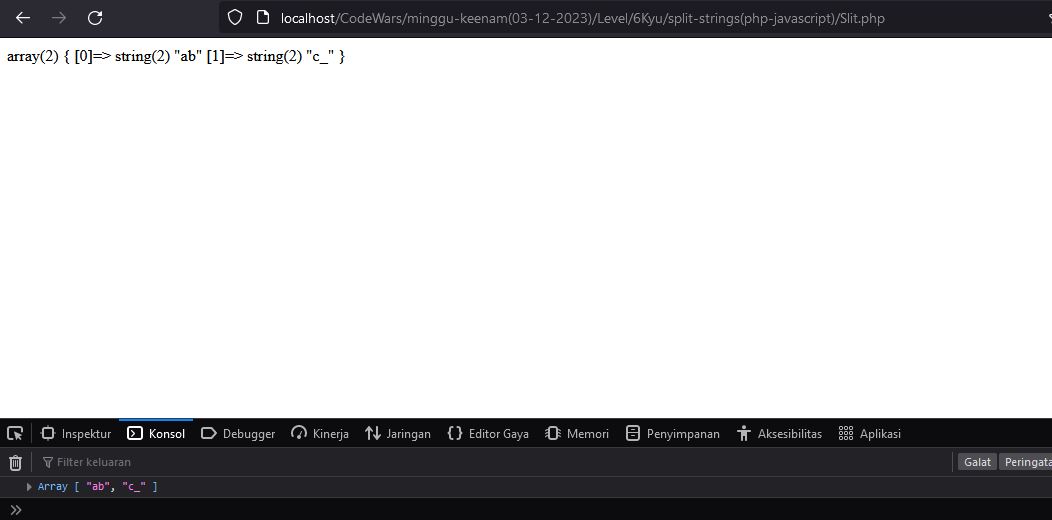 localhost/CodeWars/minggu-keenam(03-12-2023)/Level/6Kyu/split-strings(php-javascript)/Slit.php
array(2) { [0]=> string(2) "ab" [1]=> string(2) "c_" }
Inspektur Konsol Debugger Kinerja Jaringan Editor Gaya Memori Penyimpanan Aksesibilitas Aplikasi
Filter keluaran Galat Peringata
Array [ "ab", "c_" ]